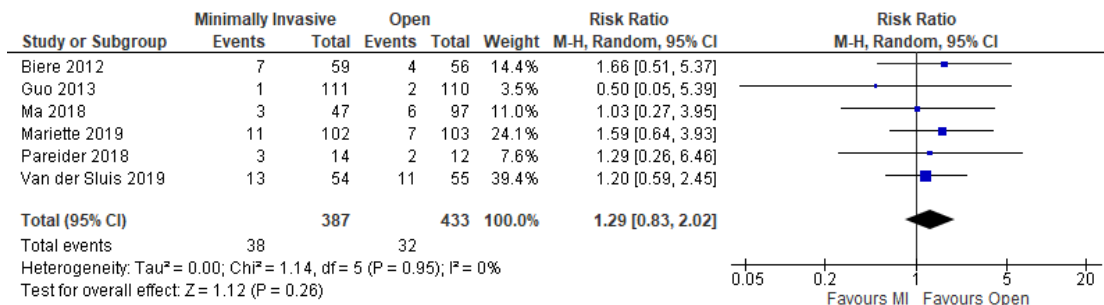 Minimally Invasive Open Risk Ratio Risk Ratio
Study or Subgroup Events Total Events Total Weight M-H, Random, 95% CI M-H, Random, 95% CI
Biere 2012 7 59 4 56 14.4% 1.66 [0.51, 5.37]
Guo 2013 1 111 2 110 3.5% 0.50 [0.05, 5.39]
Ma 2018 3 47 6 97 11.0% 1.03 [0.27, 3.95]
Mariette 2019 11 102 7 103 24.1% 1.59 [0.64, 3.93]
Pareider 2018 3 14 2 12 7.6% 1.29 [0.26, 6.46]
Van der Sluis 2019 13 54 11 55 39.4% 1.20 [0.59, 2.45]
Total (95% CI) 387 433 100.0% 1.29 [0.83, 2.02]
Total events 38 32
Heterogeneity: Tau² = 0.00; Chi² = 1.14, df = 5 (P = 0.95); I² = 0%
Test for overall effect: Z = 1.12 (P = 0.26)
0.05 0.2 1 5 20
Favours MI Favours Open